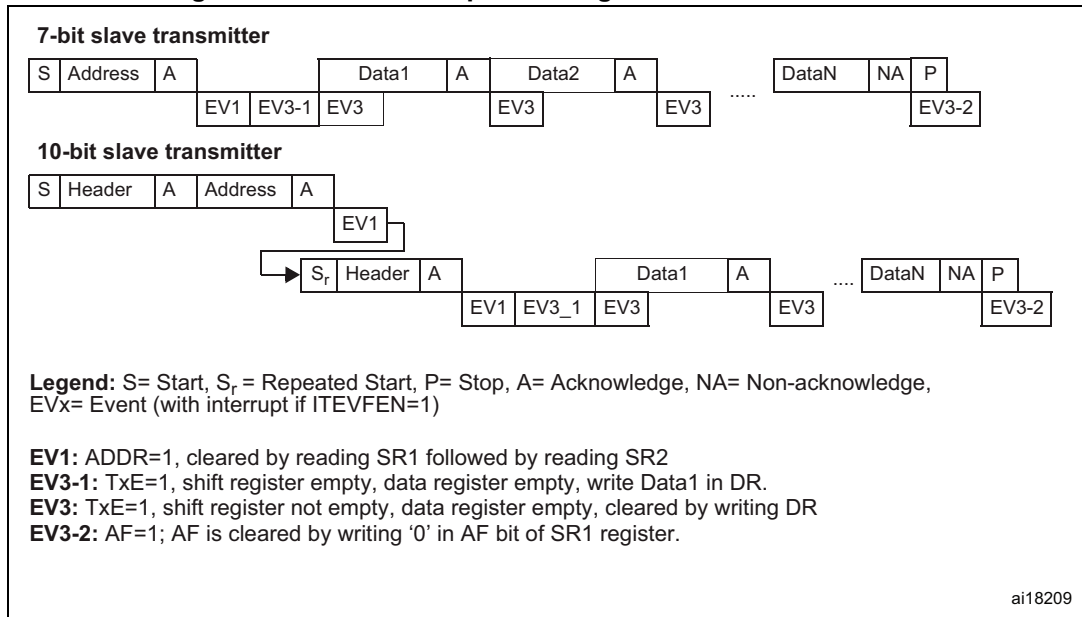 7-bit slave transmitter
S Address A Data1 A Data2 A ..... DataN NA P
EV1 EV3-1 EV3 EV3 EV3 EV3-2
10-bit slave transmitter
S Header A Address A
EV1
Sr Header A Data1 A .... DataN NA P
EV1 EV3_1 EV3 EV3 EV3-2
Legend: S= Start, Sr = Repeated Start, P= Stop, A= Acknowledge, NA= Non-acknowledge,
EVx= Event (with interrupt if ITEVFEN=1)
EV1: ADDR=1, cleared by reading SR1 followed by reading SR2
EV3-1: TxE=1, shift register empty, data register empty, write Data1 in DR.
EV3: TxE=1, shift register not empty, data register empty, cleared by writing DR
EV3-2: AF=1; AF is cleared by writing ‘0’ in AF bit of SR1 register.
ai18209